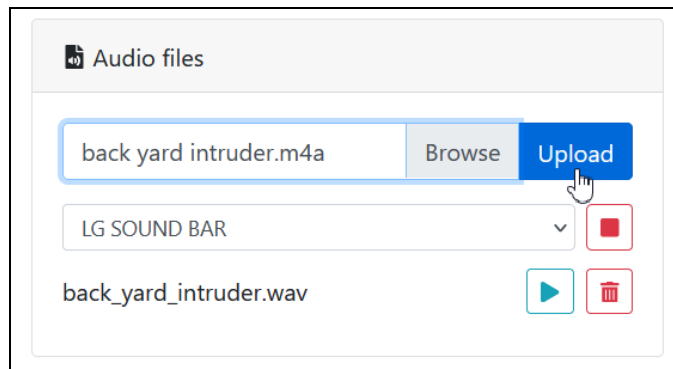 Audio files
back yard intruder.m4a Browse Upload
LG SOUND BAR
back_yard_intruder.wav